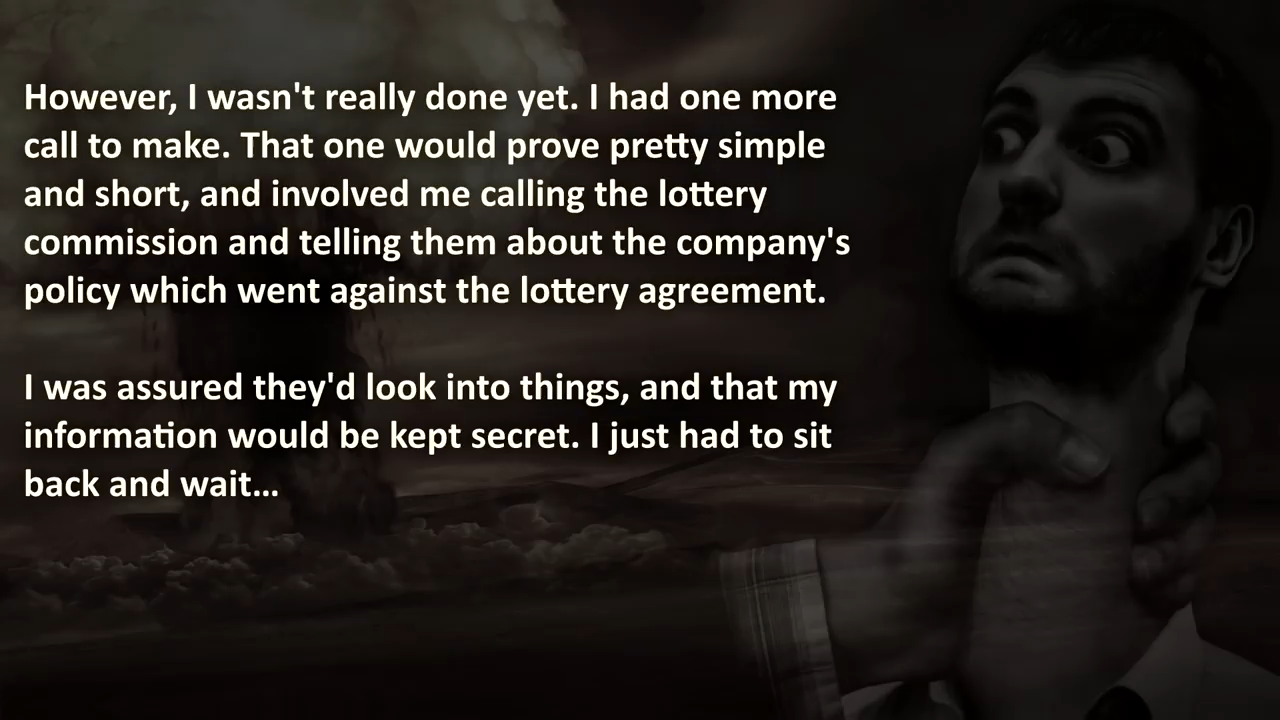 However, I wasn't really done yet. I had one more
call to make. That one would prove pretty simple
and short, and involved me calling the lottery
commission and telling them about the company's
policy which went against the lottery agreement.
I was assured they'd look into things, and that my
information would be kept secret. I just had to sit
back and wait…